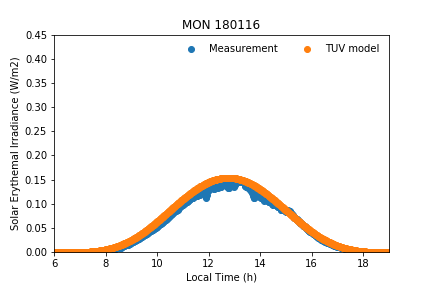 MON 180116
Measurement TUV model
Solar Erythemal Irradiance (W/m2)
0.45
0.40
0.35
0.30
0.25
0.20
0.15
0.10
0.05
0.00
6 8 10 12 14 16 18
Local Time (h)